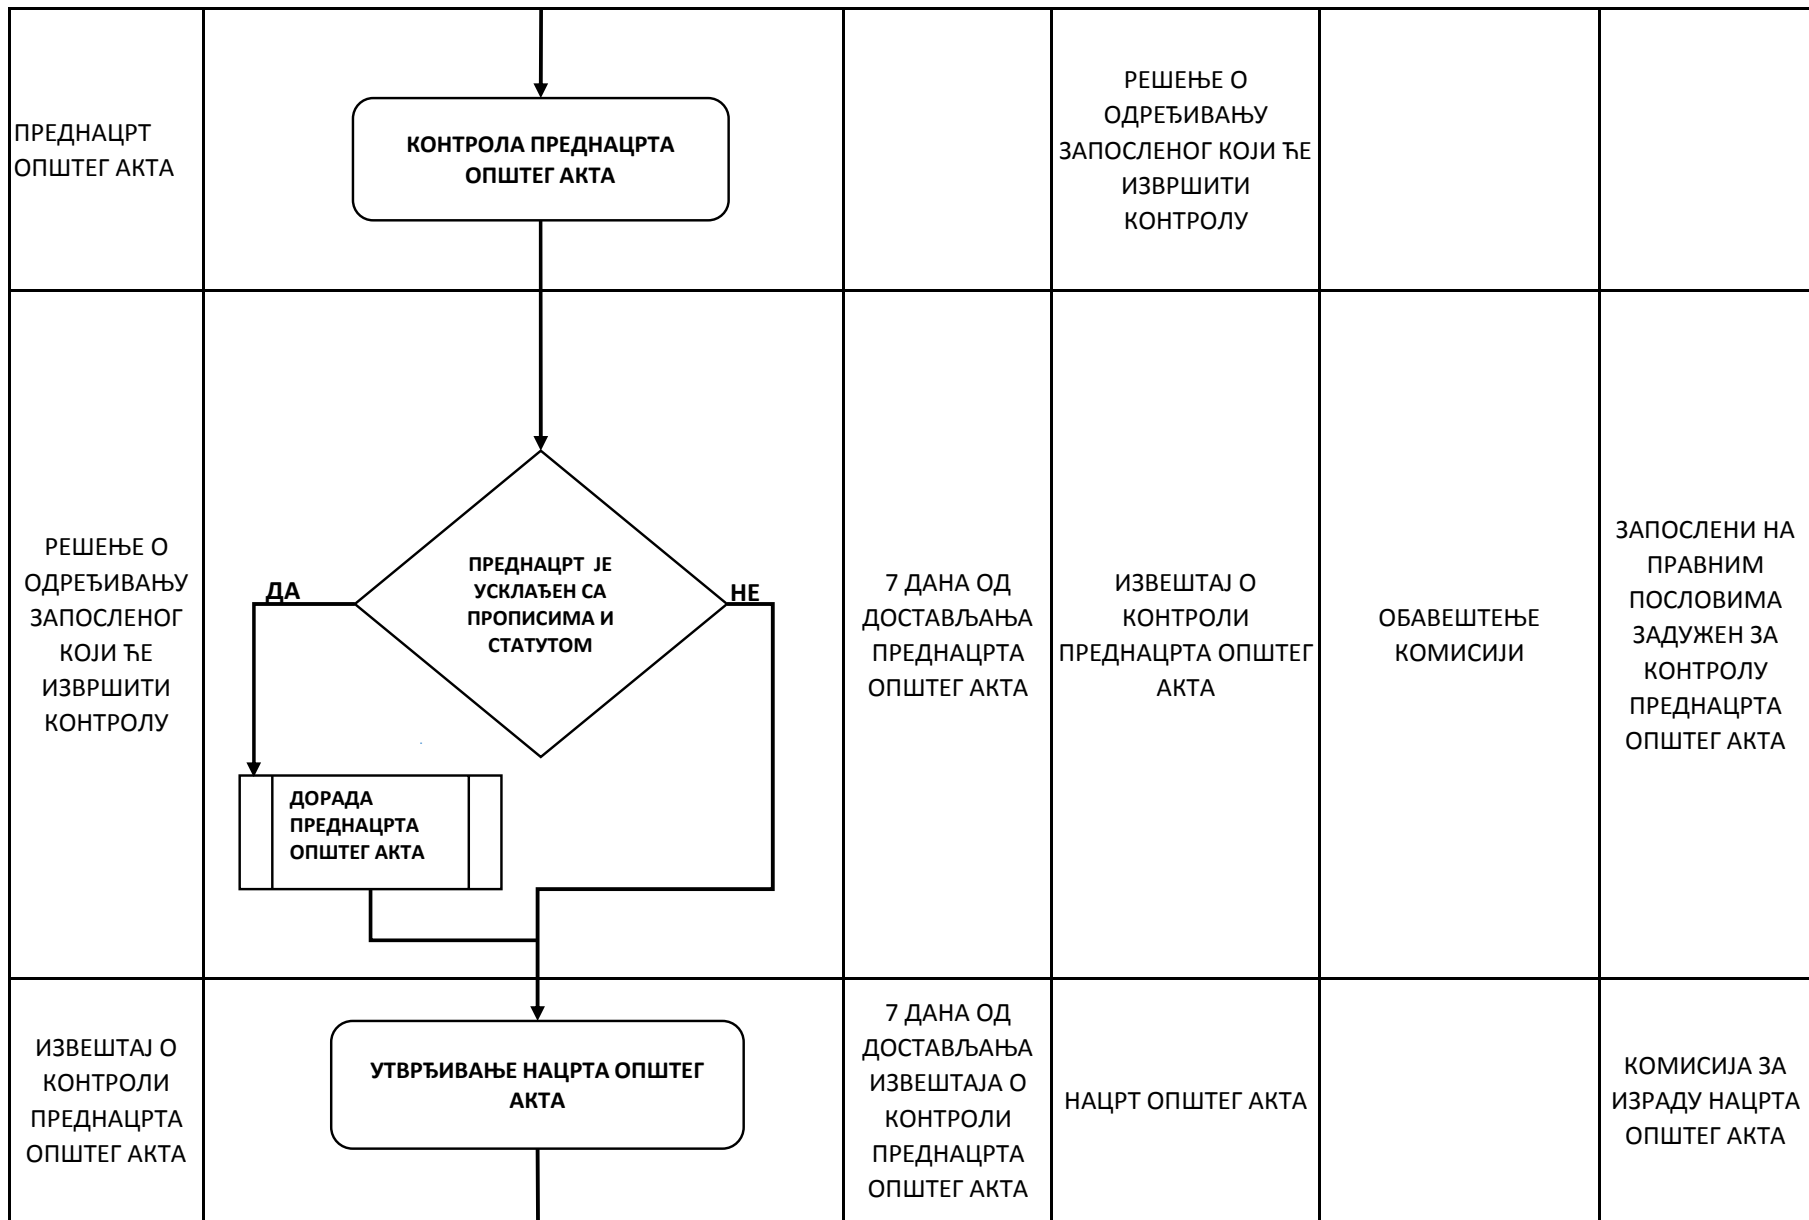 ПРЕДНАЦРТ
ОПШТЕГ АКТА
КОНТРОЛА ПРЕДНАЦРТА
ОПШТЕГ АКТА
РЕШЕЊЕ О
ОДРЕЂИВАЊУ
ЗАПОСЛЕНОГ КОЈИ ЋЕ
ИЗВРШИТИ
КОНТРОЛУ
РЕШЕЊЕ О
ОДРЕЂИВАЊУ
ЗАПОСЛЕНОГ
КОЈИ ЋЕ
ИЗВРШИТИ
КОНТРОЛУ
ДА
ПРЕДНАЦРТ ЈЕ
УСКЛАЂЕН СА
ПРОПИСИМА И
СТАТУТОМ
НЕ
ДОРАДА
ПРЕДНАЦРТА
ОПШТЕГ АКТА
7 ДАНА ОД
ДОСТАВЉАЊА
ПРЕДНАЦРТА
ОПШТЕГ АКТА
ИЗВЕШТАЈ О
КОНТРОЛИ
ПРЕДНАЦРТА ОПШТЕГ
АКТА
ОБАВЕШТЕЊЕ
КОМИСИЈИ
ЗАПОСЛЕНИ НА
ПРАВНИМ
ПОСЛОВИМА
ЗАДУЖЕН ЗА
КОНТРОЛУ
ПРЕДНАЦРТА
ОПШТЕГ АКТА
ИЗВЕШТАЈ О
КОНТРОЛИ
ПРЕДНАЦРТА
ОПШТЕГ АКТА
УТВРЂИВАЊЕ НАЦРТА ОПШТЕГ
АКТА
7 ДАНА ОД
ДОСТАВЉАЊА
ИЗВЕШТАЈА О
КОНТРОЛИ
ПРЕДНАЦРТА
ОПШТЕГ АКТА
НАЦРТ ОПШТЕГ АКТА
КОМИСИЈА ЗА
ИЗРАДУ НАЦРТА
ОПШТЕГ АКТА